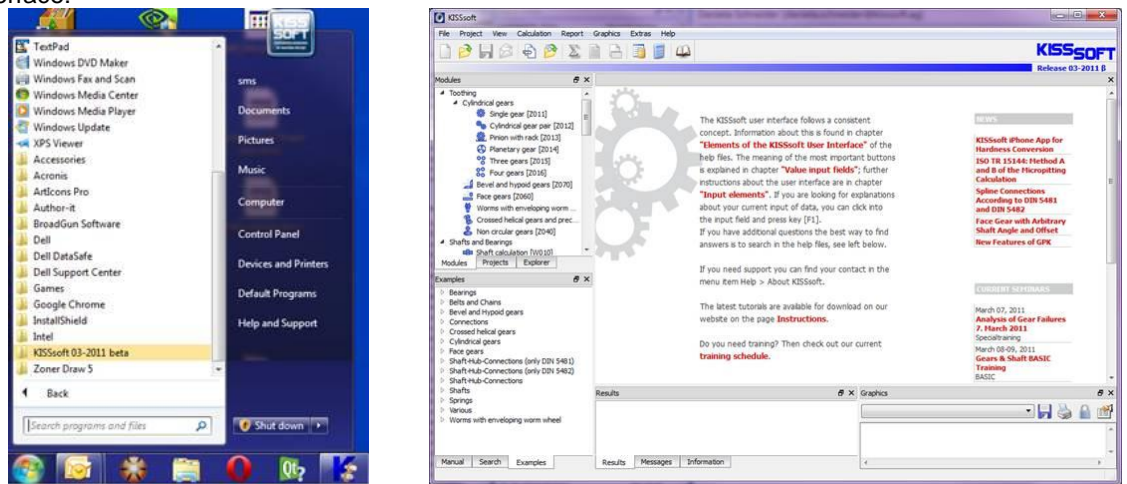 erface.
KISS
SOFT
TextPad
Windows DVD Maker
Windows Fax and Scan
Windows Media Center
Windows Media Player
Windows Update
XPS Viewer
Accessories
Acronis
ArtIcons Pro
Author-it
BroadGun Software
Dell
Dell DataSafe
Dell Support Center
Games
Google Chrome
InstallShield
Intel
KISSsoft 03-2011 beta
Zoner Draw 5
Back
Search programs and files
sms
Documents
Pictures
Music
Computer
Control Panel
Devices and Printers
Default Programs
Help and Support
Shut down
KISSsoft
File Project View Calculation Report Graphics Extras Help
KISSSOFT
Release 03-2011 β
Modules
Toothing
Cylindrical gears
Single gear [Z011]
Cylindrical gear pair [Z012]
Pinion with rack [Z013]
Planetary gear [Z014]
Three gears [Z015]
Four gears [Z016]
Bevel and hypoid gears [Z070]
Face gears [Z060]
Worms with enveloping worm ...
Crossed helical gears and prec...
Non circular gears [Z040]
Shafts and Bearings
Shaft calculation [W010]
Modules Projects Explorer
Examples
Bearings
Belts and Chains
Bevel and Hypoid gears
Connections
Crossed helical gears
Cylindrical gears
Face gears
Shaft-Hub-Connections (only DIN 5481)
Shaft-Hub-Connections (only DIN 5482)
Shaft-Hub-Connections
Shafts
Springs
Various
Worms with enveloping worm wheel
Manual Search Examples
The KISSsoft user interface follows a consistent
concept. Information about this is found in chapter
"Elements of the KISSsoft User Interface" of the
help files. The meaning of the most important buttons
is explained in chapter "Value input fields"; further
instructions about the user interface are in chapter
"Input elements". If you are looking for explanations
about your current input of data, you can click into
the input field and press key [F1].
If you have additional questions the best way to find
answers is to search in the help files, see left below.
If you need support you can find your contact in the
menu item Help > About KISSsoft.
The latest tutorials are available for download on our
website on the page Instructions.
Do you need training? Then check out our current
training schedule.
NEWS
KISSsoft iPhone App for
Hardness Conversion
ISO TR 15144: Method A
and B of the Micropitting
Calculation
Spline Connections
According to DIN 5481
and DIN 5482
Face Gear with Arbitrary
Shaft Angle and Offset
New Features of GPK
CURRENT SEMINARS
March 07, 2011
Analysis of Gear Failures
7. March 2011
Specialtraining
March 08-09, 2011
Gears & Shaft BASIC
Training
BASIC
Results
Graphics
Results Messages Information
Qt